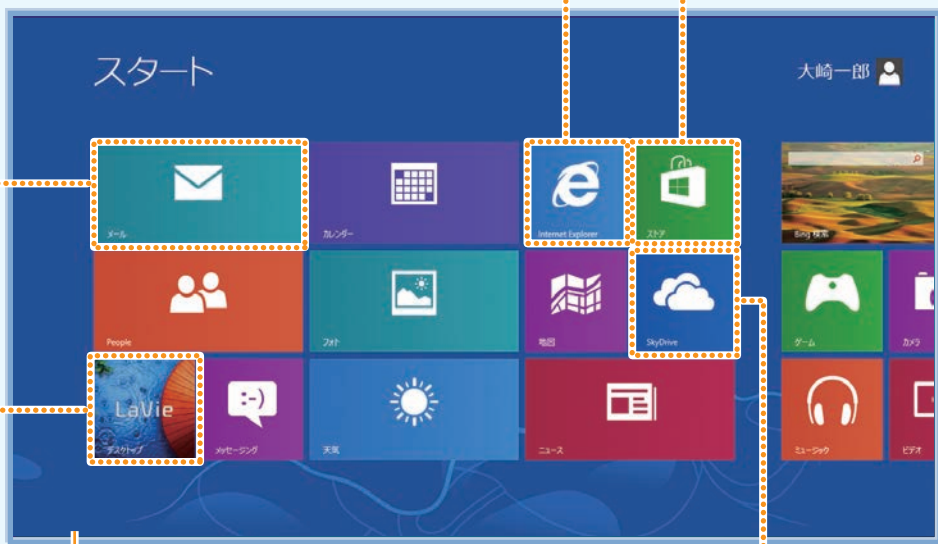 スタート
大崎一郎
メール
カレンダー
Internet Explorer
ストア
Bing 検索
People
フォト
地図
SkyDrive
ゲーム
カメラ
LaVie
デスクトップ
メッセージング
:-)
天気
ニュース
ミュージック
ビデオ